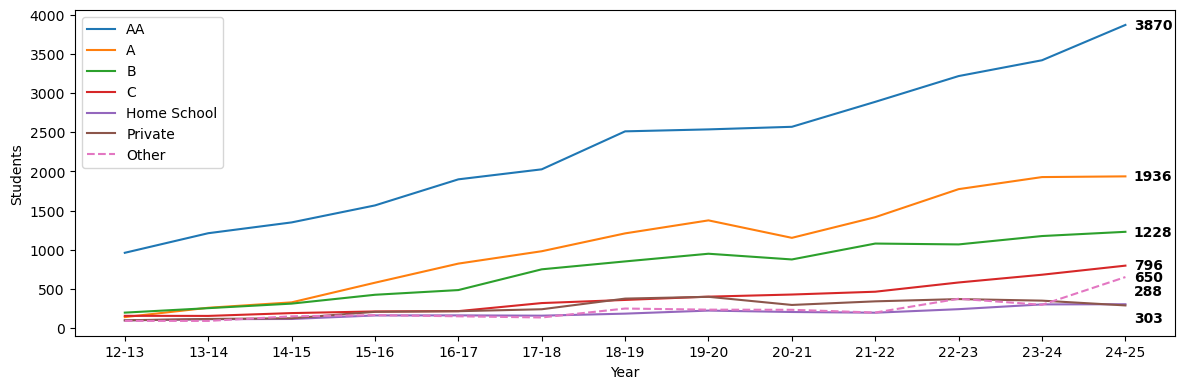 4000
3500
3000
2500
2000
1500
1000
500
0
Students
AA
A
B
C
Home School
Private
Other
3870
1936
1228
796
650
288
303
12-13 13-14 14-15 15-16 16-17 17-18 18-19 19-20 20-21 21-22 22-23 23-24 24-25
Year